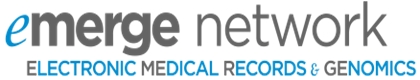 emerge network
ELECTRONIC MEDICAL RECORDS & GENOMICS